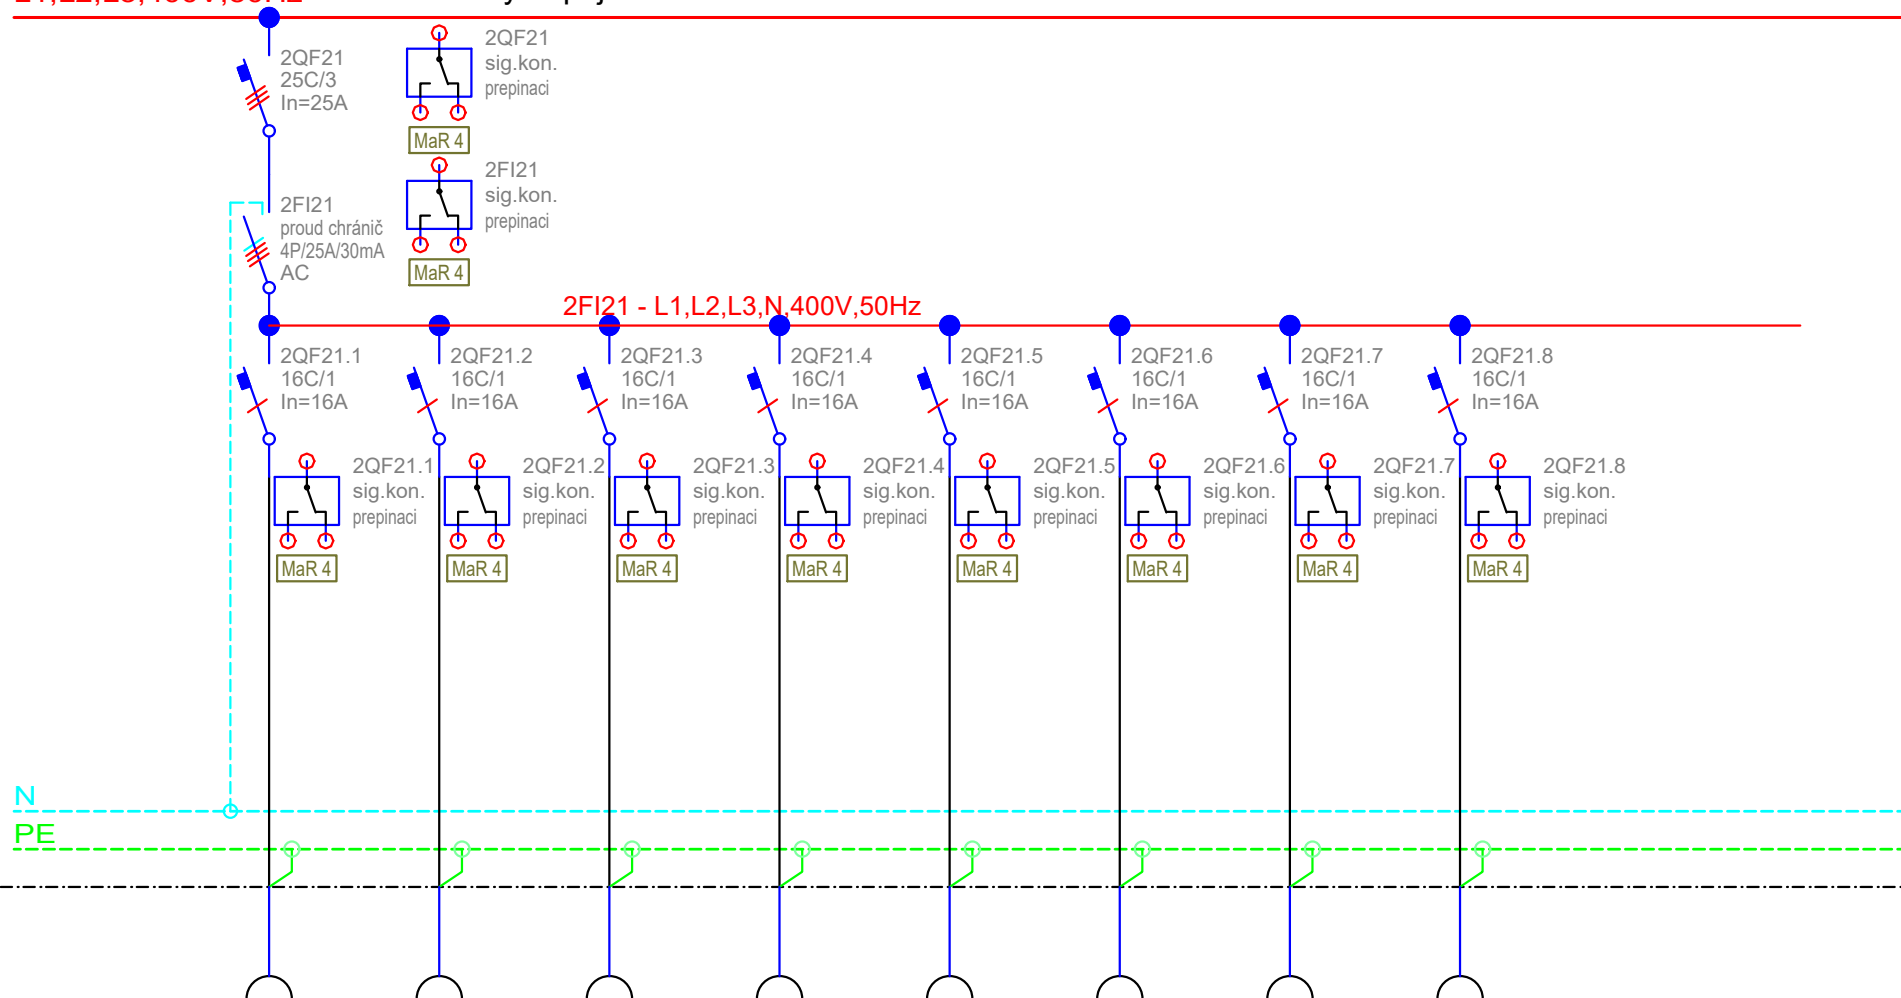 2QF21
25C/3
In=25A
2QF21
sig.kon.
prepinaci
MaR 4
2FI21
proud chránič
4P/25A/30mA
AC
2FI21
sig.kon.
prepinaci
MaR 4
2FI21 - L1,L2,L3,N,400V,50Hz
2QF21.1
16C/1
In=16A
2QF21.2
16C/1
In=16A
2QF21.3
16C/1
In=16A
2QF21.4
16C/1
In=16A
2QF21.5
16C/1
In=16A
2QF21.6
16C/1
In=16A
2QF21.7
16C/1
In=16A
2QF21.8
16C/1
In=16A
2QF21.1
sig.kon.
prepinaci
MaR 4
2QF21.2
sig.kon.
prepinaci
MaR 4
2QF21.3
sig.kon.
prepinaci
MaR 4
2QF21.4
sig.kon.
prepinaci
MaR 4
2QF21.5
sig.kon.
prepinaci
MaR 4
2QF21.6
sig.kon.
prepinaci
MaR 4
2QF21.7
sig.kon.
prepinaci
MaR 4
2QF21.8
sig.kon.
prepinaci
MaR 4
N
PE